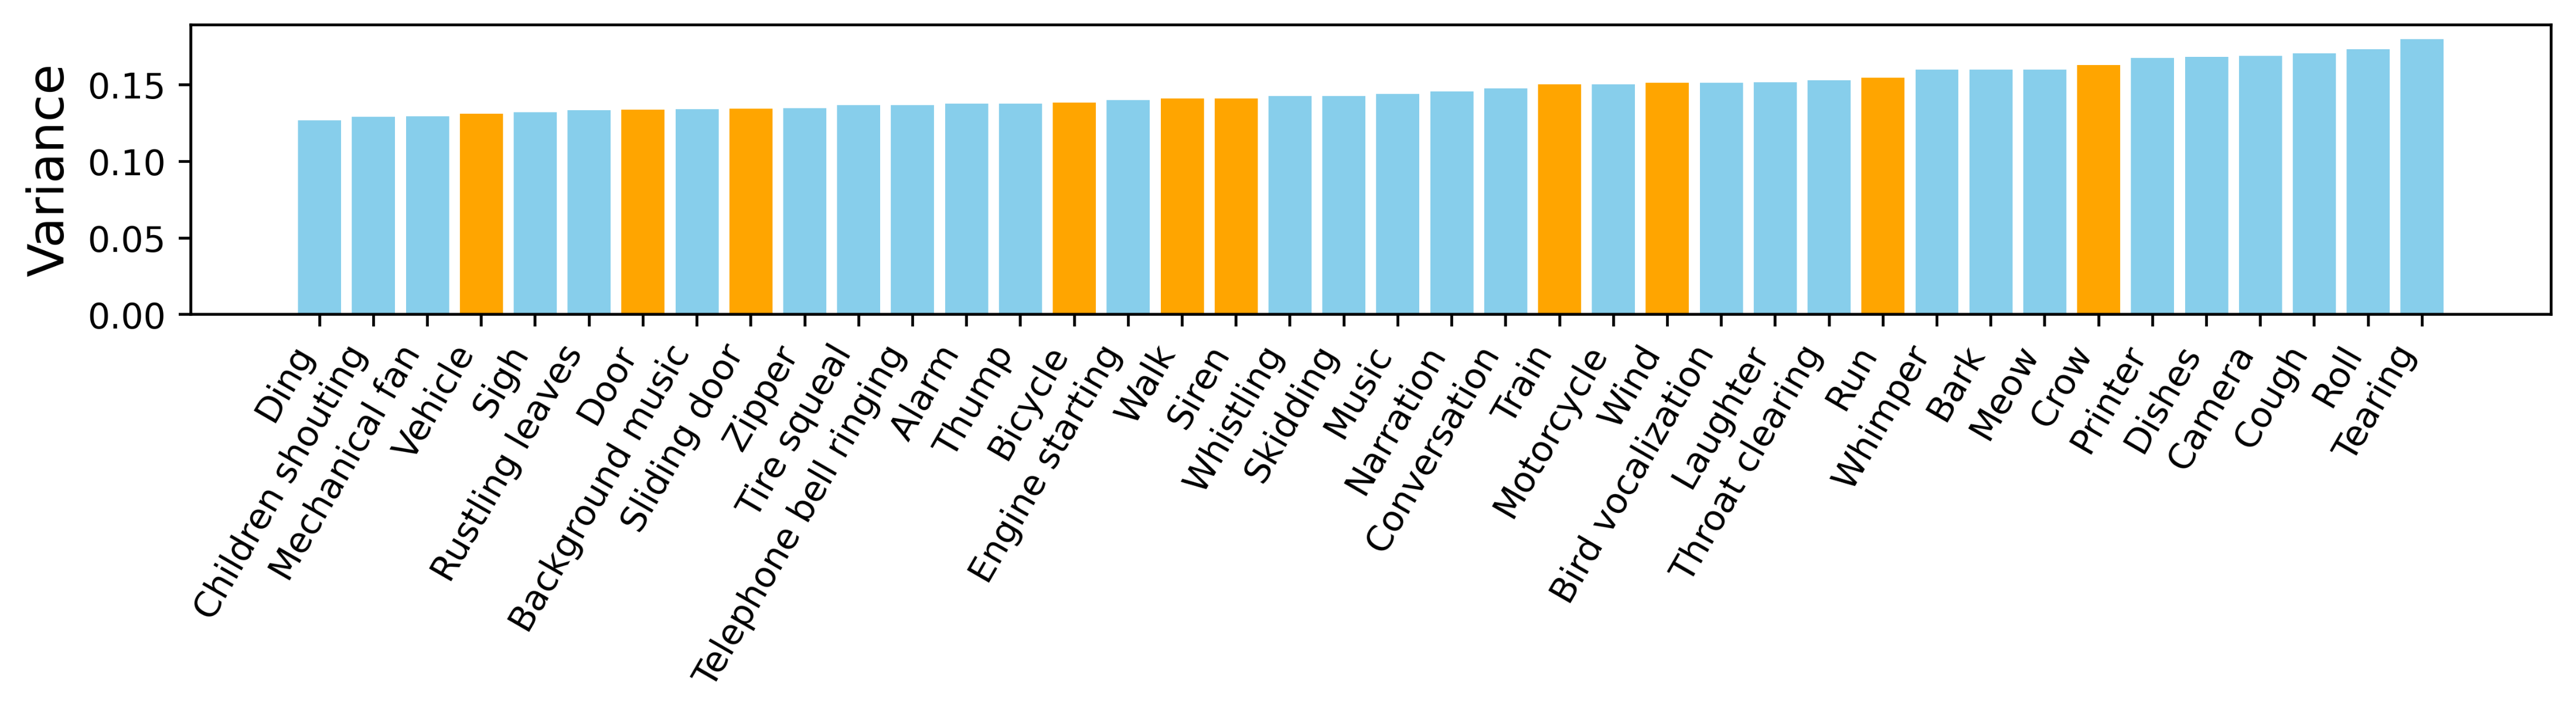 Variance
0.15
0.10
0.05
0.00
Ding
Children shouting
Mechanical fan
Vehicle
Sigh
Rustling leaves
Door
Background music
Sliding door
Zipper
Tire squeal
Telephone bell ringing
Alarm
Thump
Bicycle
Engine starting
Walk
Siren
Whistling
Skidding
Music
Narration
Conversation
Train
Motorcycle
Wind
Bird vocalization
Laughter
Throat clearing
Run
Whimper
Bark
Meow
Crow
Printer
Dishes
Camera
Cough
Roll
Tearing